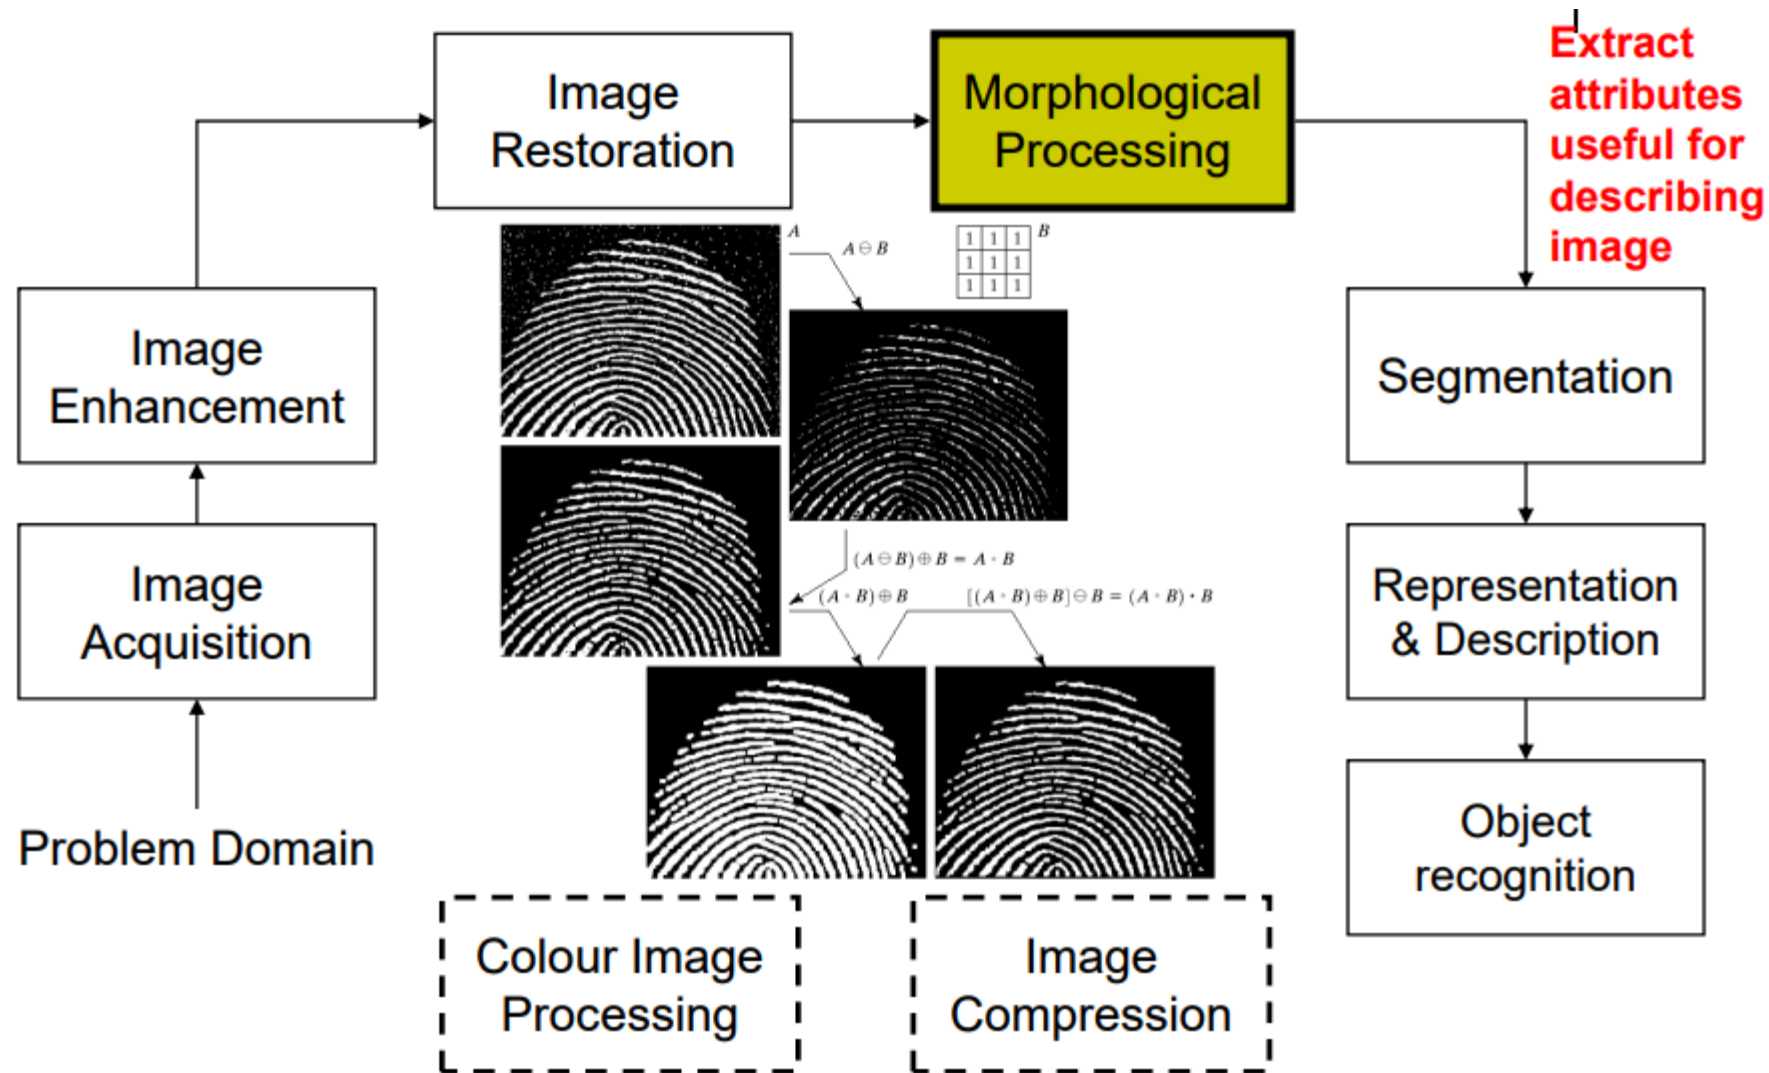 Image
Restoration
Morphological
Processing
Extract
attributes
useful for
describing
image
A
A ⊖ B
1 1 1
1 1 1
1 1 1
B
Image
Enhancement
Segmentation
(A ⊖ B) ⊕ B = A ∘ B
(A ∘ B) ⊕ B
[(A ∘ B) ⊕ B] ⊖ B = (A ∘ B) • B
Image
Acquisition
Representation
& Description
Problem Domain
Object
recognition
Colour Image
Processing
Image
Compression